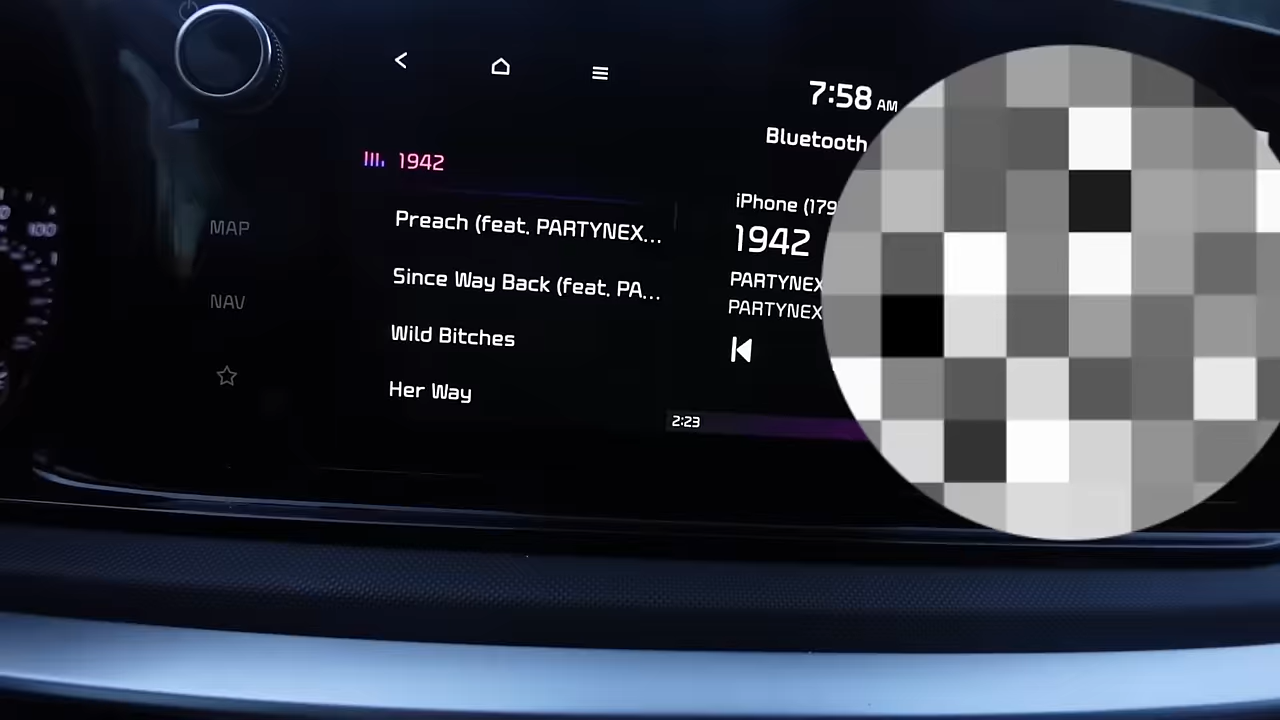 7:58 AM
Bluetooth
1942
Preach (feat. PARTYNEX...
Since Way Back (feat. PA...
Wild Bitches
Her Way
iPhone (179
1942
PARTYNEX
PARTYNEX
2:23
MAP
NAV
100